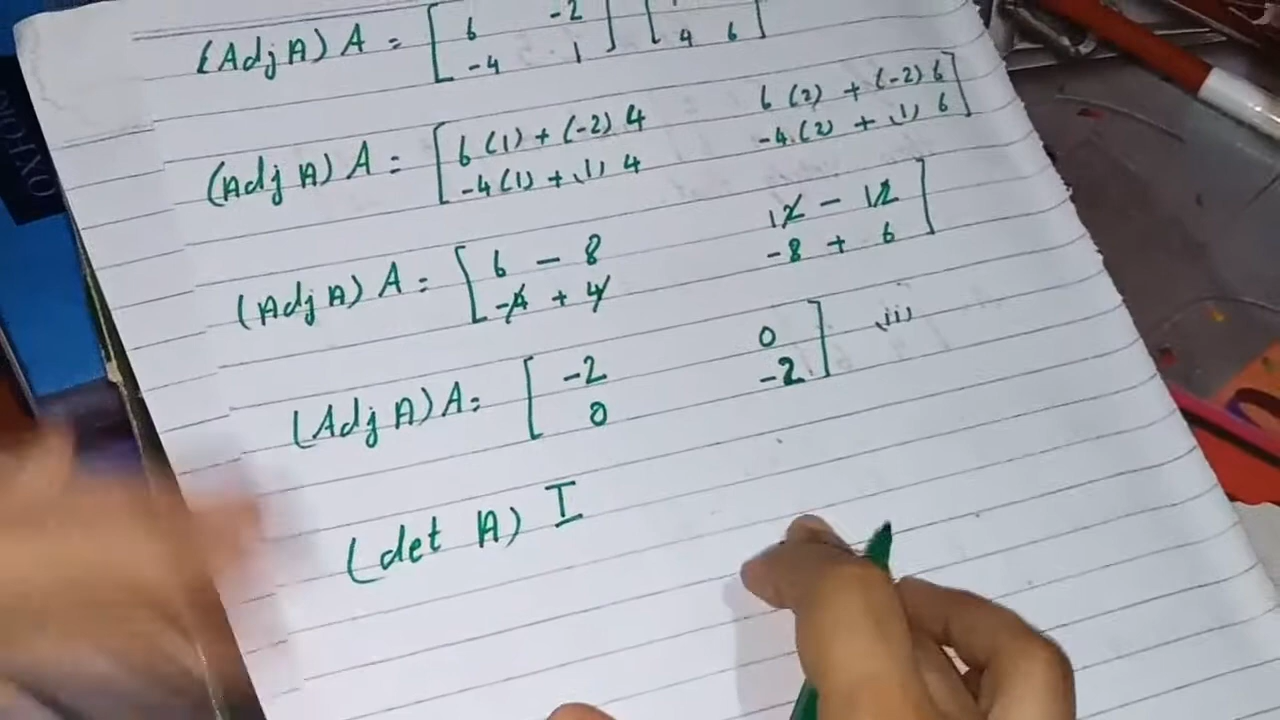 (Adj A) A = [ 6 -2 ] [
-4 1 4 6 ]
(Adj A) A = [ 6 (1) + (-2) 4 6 (2) + (-2) 6 ]
-4 (1) + (1) 4 -4 (2) + (1) 6
(Adj A) A = [ 6 - 8 12 - 12 ]
-4 + 4 -8 + 6
(Adj A) A = [ -2 0 ] (ii)
0 -2
(det A) I
OXFORD